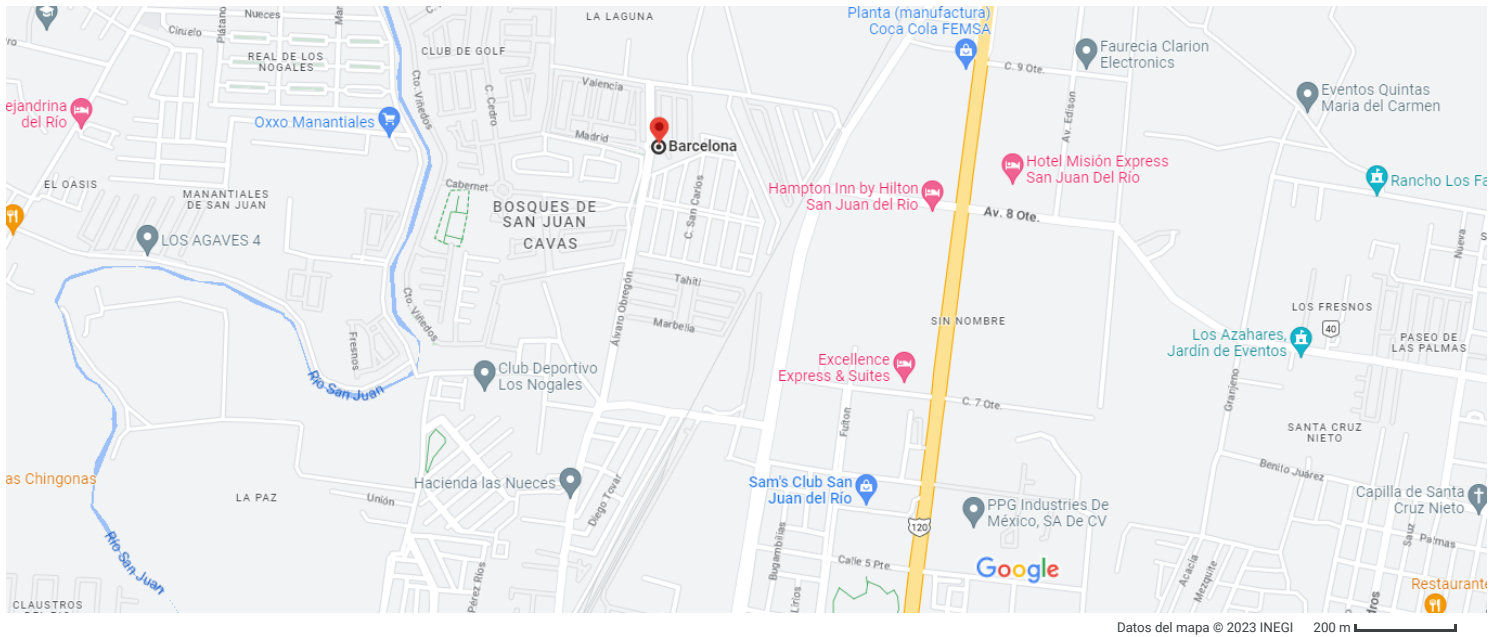 Nueces
Plátano
Ciruelo
REAL DE LOS
NOGALES
LA LAGUNA
CLUB DE GOLF
Cto. Viñedos
C. Cedro
Valencia
Madrid
Barcelona
Planta (manufactura)
Coca Cola FEMSA
C. 9 Ote.
Faurecia Clarion
Electronics
Av. Edison
Eventos Quintas
Maria del Carmen
ejandrina
del Río
Oxxo Manantiales
EL OASIS
MANANTIALES
DE SAN JUAN
LOS AGAVES 4
Cabernet
BOSQUES DE
SAN JUAN
CAVAS
C. San Carlos
Hampton Inn by Hilton
San Juan del Rio
Hotel Misión Express
San Juan Del Río
Av. 8 Ote.
Rancho Los Fa
Nueva
Tahití
Marbella
Álvaro Obregón
Cto. Viñedos
Fresnos
Río San Juan
Club Deportivo
Los Nogales
SIN NOMBRE
Excellence
Express & Suites
C. 7 Ote.
Fulton
LOS FRESNOS
40
Los Azahares,
Jardín de Eventos
PASEO DE
LAS PALMAS
Granjeno
SANTA CRUZ
NIETO
Benito Juárez
as Chingonas
LA PAZ
Unión
Hacienda las Nueces
Diego Tovar
Sam's Club San
Juan del Río
120
PPG Industries De
México, SA De CV
Capilla de Santa
Cruz Nieto
Sauz
Palmas
Río San Juan
Pérez Ríos
Bugambilias
Lirios
Calle 5 Pte.
Google
Acacia
Mezquite
Restaurante
dros
CLAUSTROS
Datos del mapa © 2023 INEGI
200 m